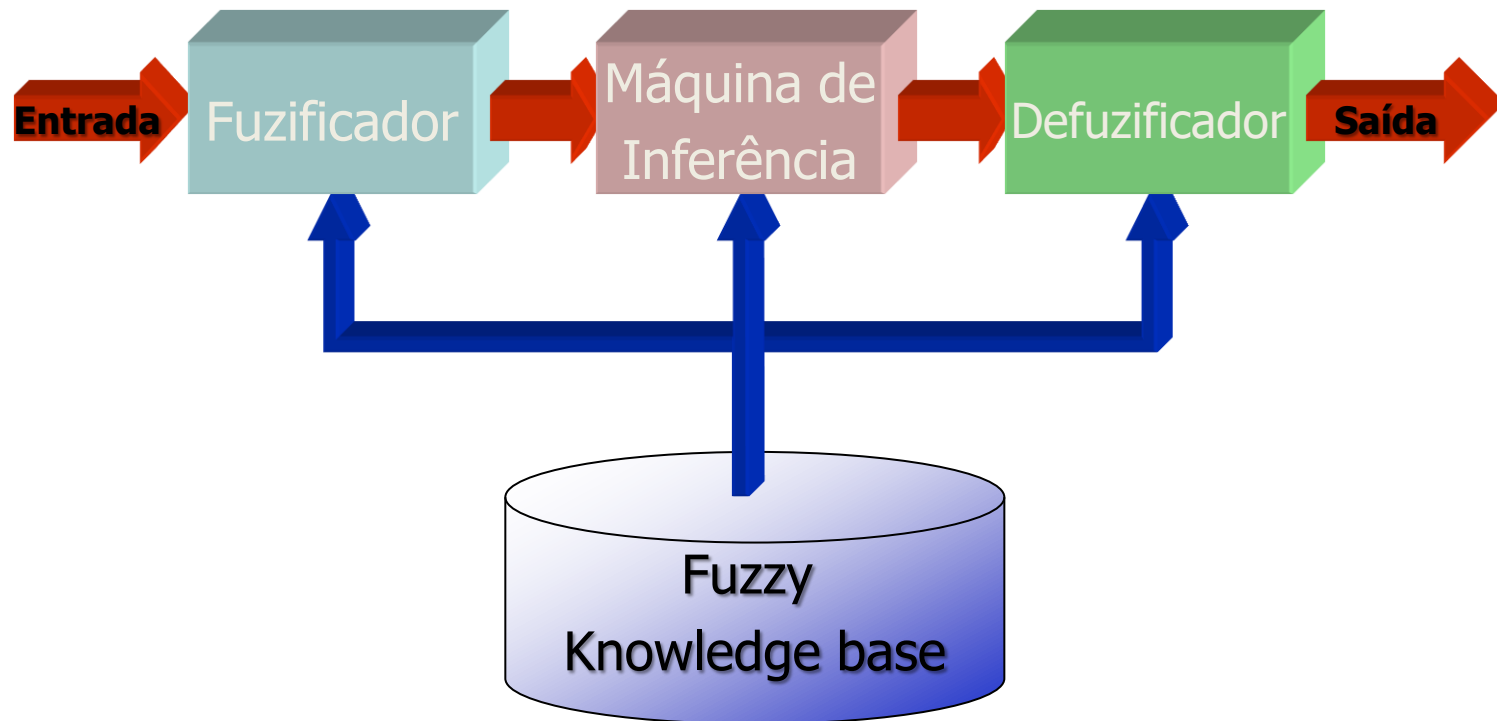 Entrada
Fuzificador
Máquina de
Inferência
Defuzificador
Saída
Fuzzy
Knowledge base